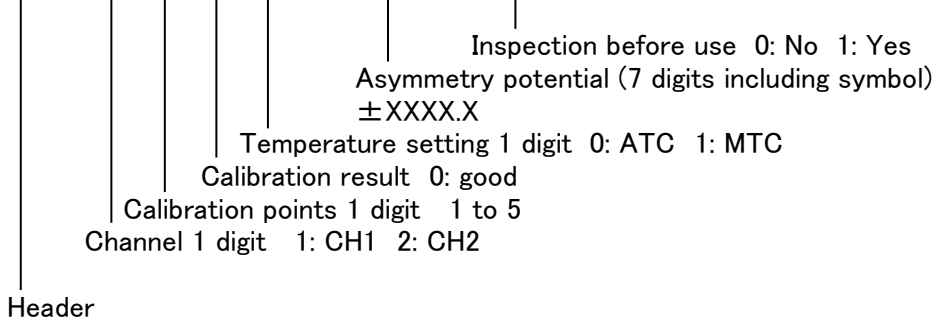 Inspection before use 0: No 1: Yes
Asymmetry potential (7 digits including symbol)
±XXXX.X
Temperature setting 1 digit 0: ATC 1: MTC
Calibration result 0: good
Calibration points 1 digit 1 to 5
Channel 1 digit 1: CH1 2: CH2
Header